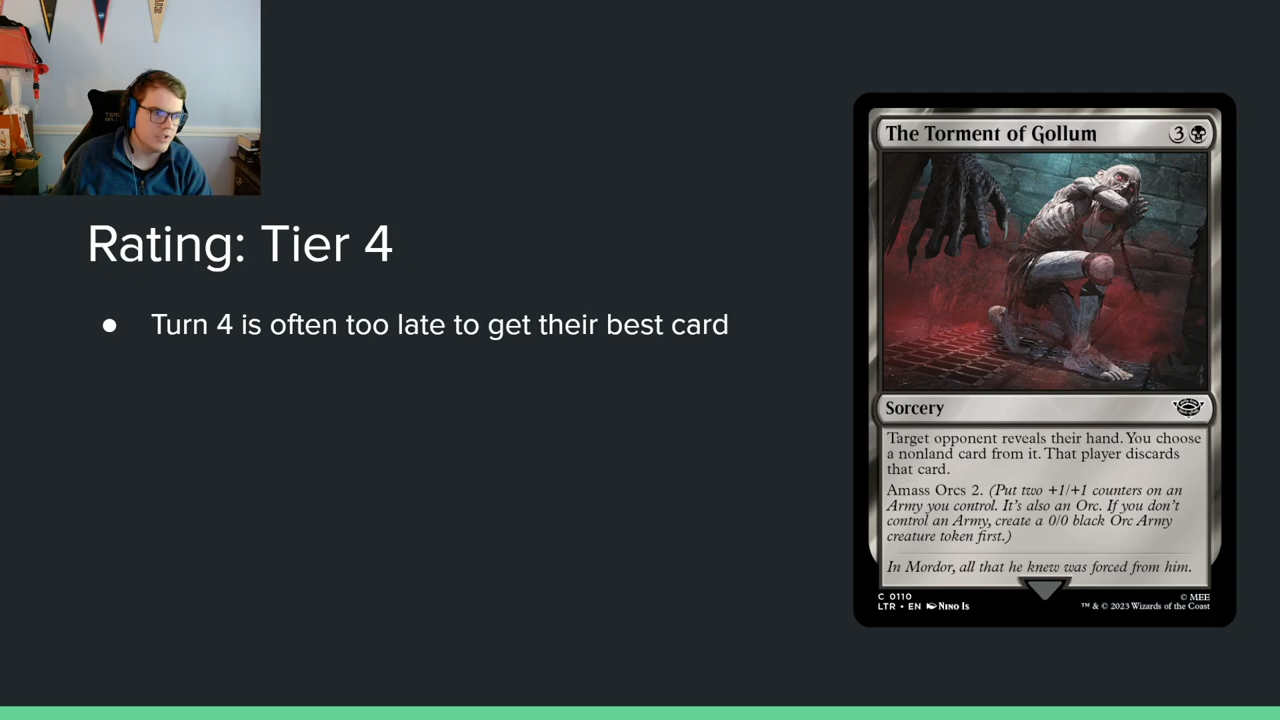 Rating: Tier 4
● Turn 4 is often too late to get their best card
The Torment of Gollum 3
Sorcery
Target opponent reveals their hand. You choose
a nonland card from it. That player discards
that card.
Amass Orcs 2. (Put two +1/+1 counters on an
Army you control. It's also an Orc. If you don't
control an Army, create a 0/0 black Orc Army
creature token first.)
In Mordor, all that he knew was forced from him.
C 0110
LTR • EN Nino Is
© MEE
™ & © 2023 Wizards of the Coast